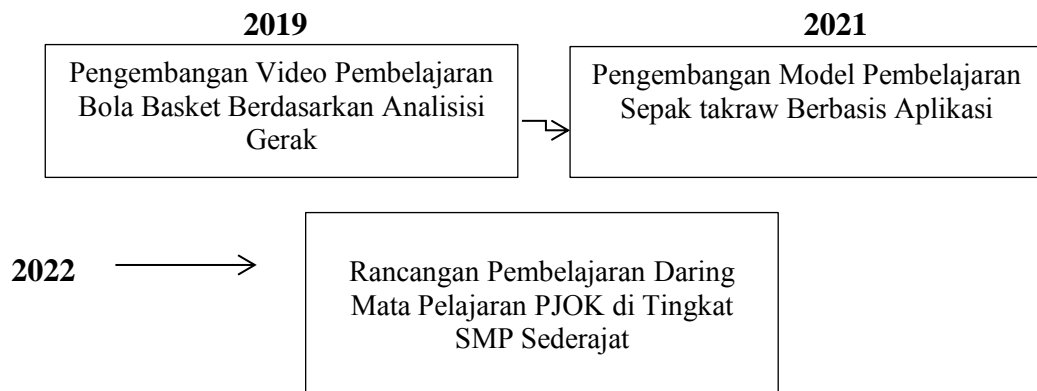 2019
Pengembangan Video Pembelajaran
Bola Basket Berdasarkan Analisisi
Gerak
2021
Pengembangan Model Pembelajaran
Sepak takraw Berbasis Aplikasi
2022
Rancangan Pembelajaran Daring
Mata Pelajaran PJOK di Tingkat
SMP Sederajat